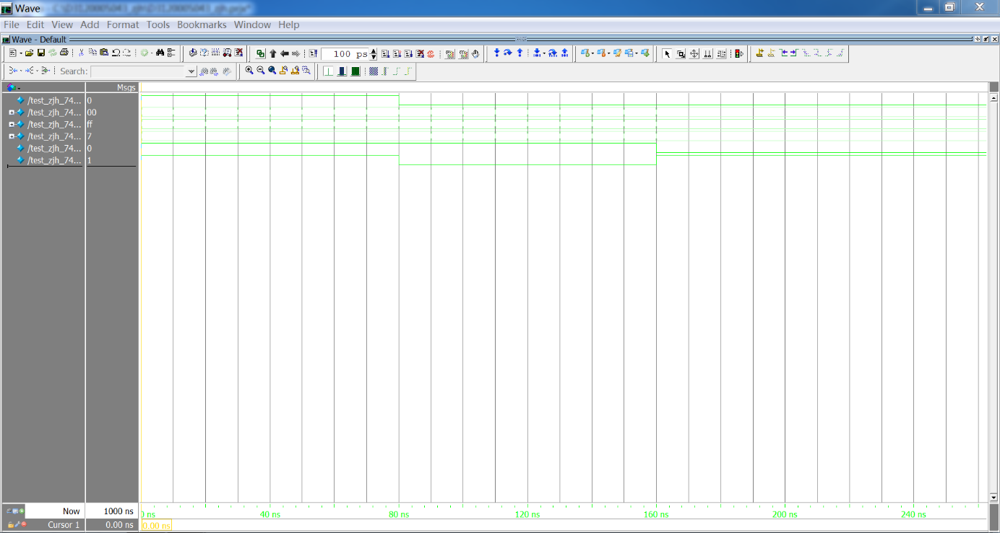 Wave
File Edit View Add Format Tools Bookmarks Window Help
Wave - Default
100 ps
Search:
Msgs
/test_zjh_74... 0
/test_zjh_74... 00
/test_zjh_74... ff
/test_zjh_74... 7
/test_zjh_74... 0
/test_zjh_74... 1
Now 1000 ns
0 ns 40 ns 80 ns 120 ns 160 ns 200 ns 240 ns
Cursor 1 0.00 ns 0.00 ns